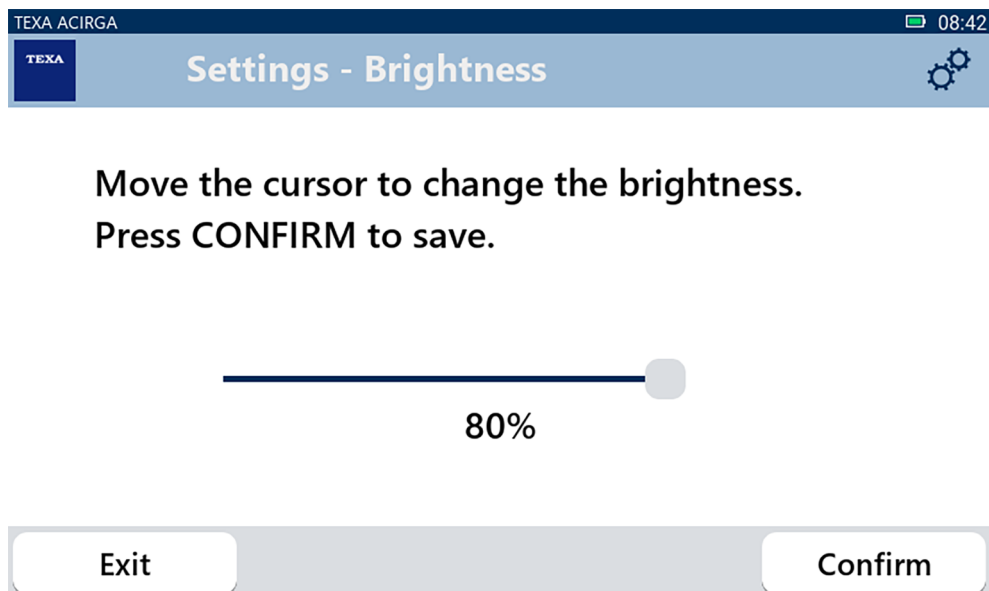 TEXA ACIRGA 08:42
TEXA
Settings - Brightness
Move the cursor to change the brightness.
Press CONFIRM to save.
80%
Exit Confirm